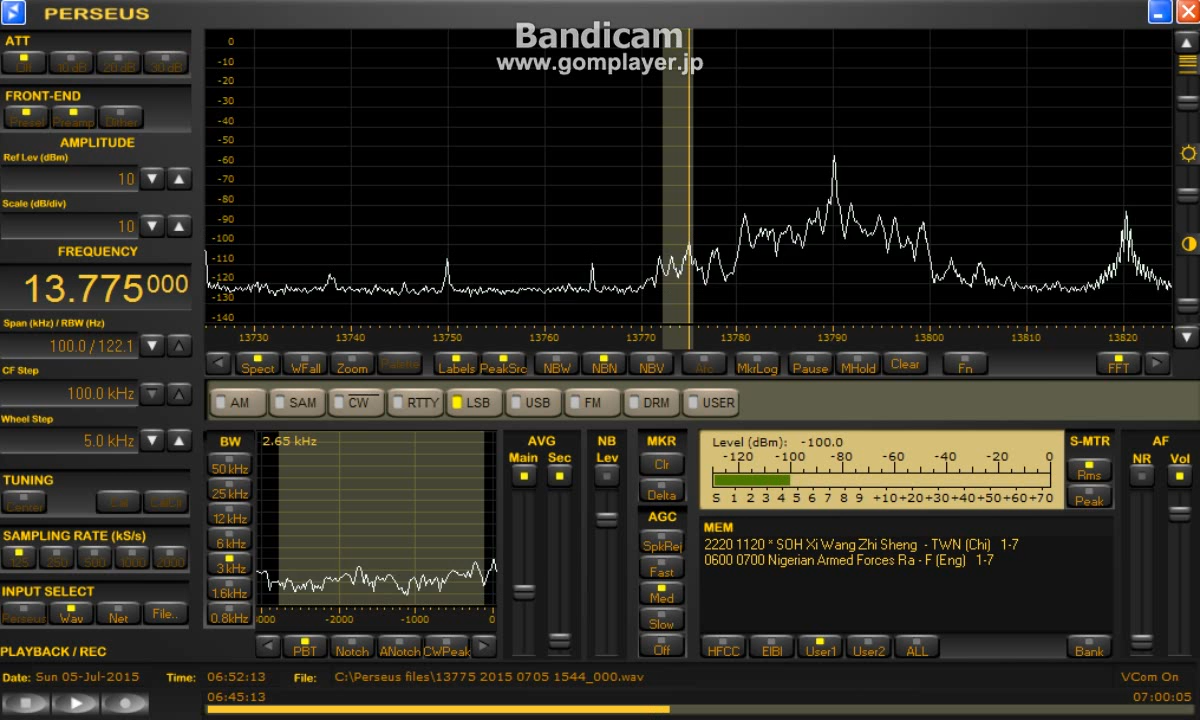 PERSEUS
Bandicam
www.gomplayer.jp
ATT
Off 10 dB 20 dB 30 dB
FRONT-END
Presel Preamp Dither
AMPLITUDE
Ref Lev (dBm)
10
Scale (dB/div)
10
FREQUENCY
13.775000
Span (kHz) / RBW (Hz)
100.0 / 122.1
CF Step
100.0 kHz
Wheel Step
5.0 kHz
TUNING
Center
SAMPLING RATE (kS/s)
125 250 500 1000 2000
INPUT SELECT
Perseus Wav Net File..
PLAYBACK / REC
0
-10
-20
-30
-40
-50
-60
-70
-80
-90
-100
-110
-120
-130
-140
13730 13740 13750 13760 13770 13780 13790 13800 13810 13820
Spect WFall Zoom Palette Labels PeakSrc NBW NBN NBV Arc MkrLog Pause MHold Clear Fn FFT
AM SAM CW RTTY LSB USB FM DRM USER
BW
50 kHz
25 kHz
12 kHz
6 kHz
3 kHz
1.6kHz
0.8kHz
2.65 kHz
-2000 -1000 0
PBT Notch ANotch CWPeak
AVG
Main Sec
NB
Lev
MKR
Clr
Delta
AGC
SpkRej
Fast
Med
Slow
Off
Level (dBm): -100.0
-120 -100 -80 -60 -40 -20 0
S 1 2 3 4 5 6 7 8 9 +10+20+30+40+50+60+70
S-MTR
Rms
Peak
AF
NR Vol
MEM
2220 1120 * SOH Xi Wang Zhi Sheng - TWN (Chi) 1-7
0600 0700 Nigerian Armed Forces Ra - F (Eng) 1-7
HFCC EIBI User1 User2 ALL Bank
Date: Sun 05-Jul-2015 Time: 06:52:13 File: C:\Perseus files\13775 2015 0705 1544_000.wav VCom On
06:45:13 07:00:05